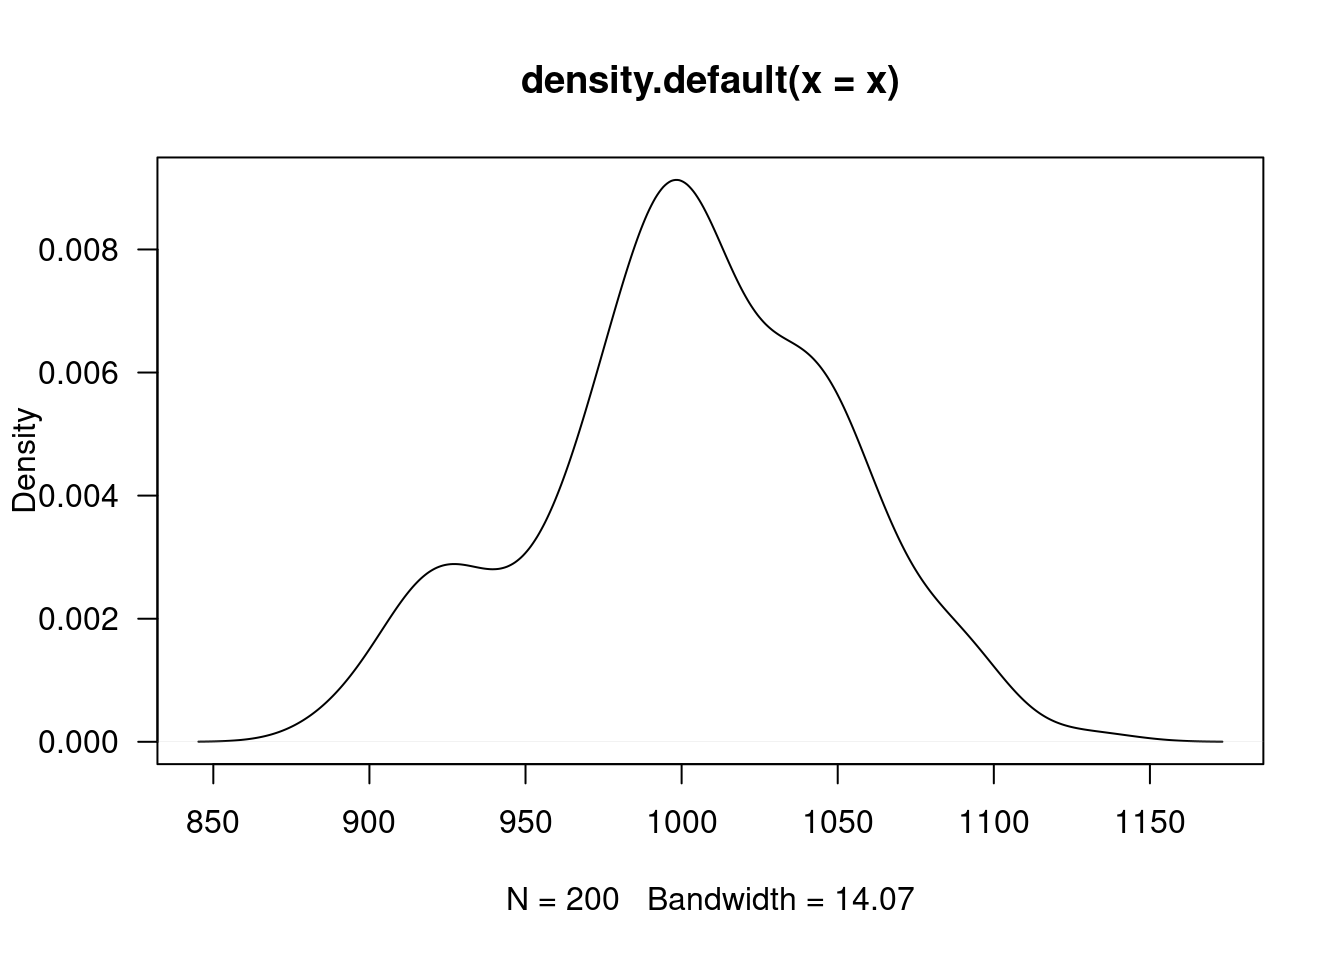 density.default(x = x)
Density
0.008
0.006
0.004
0.002
0.000
850 900 950 1000 1050 1100 1150
N = 200 Bandwidth = 14.07